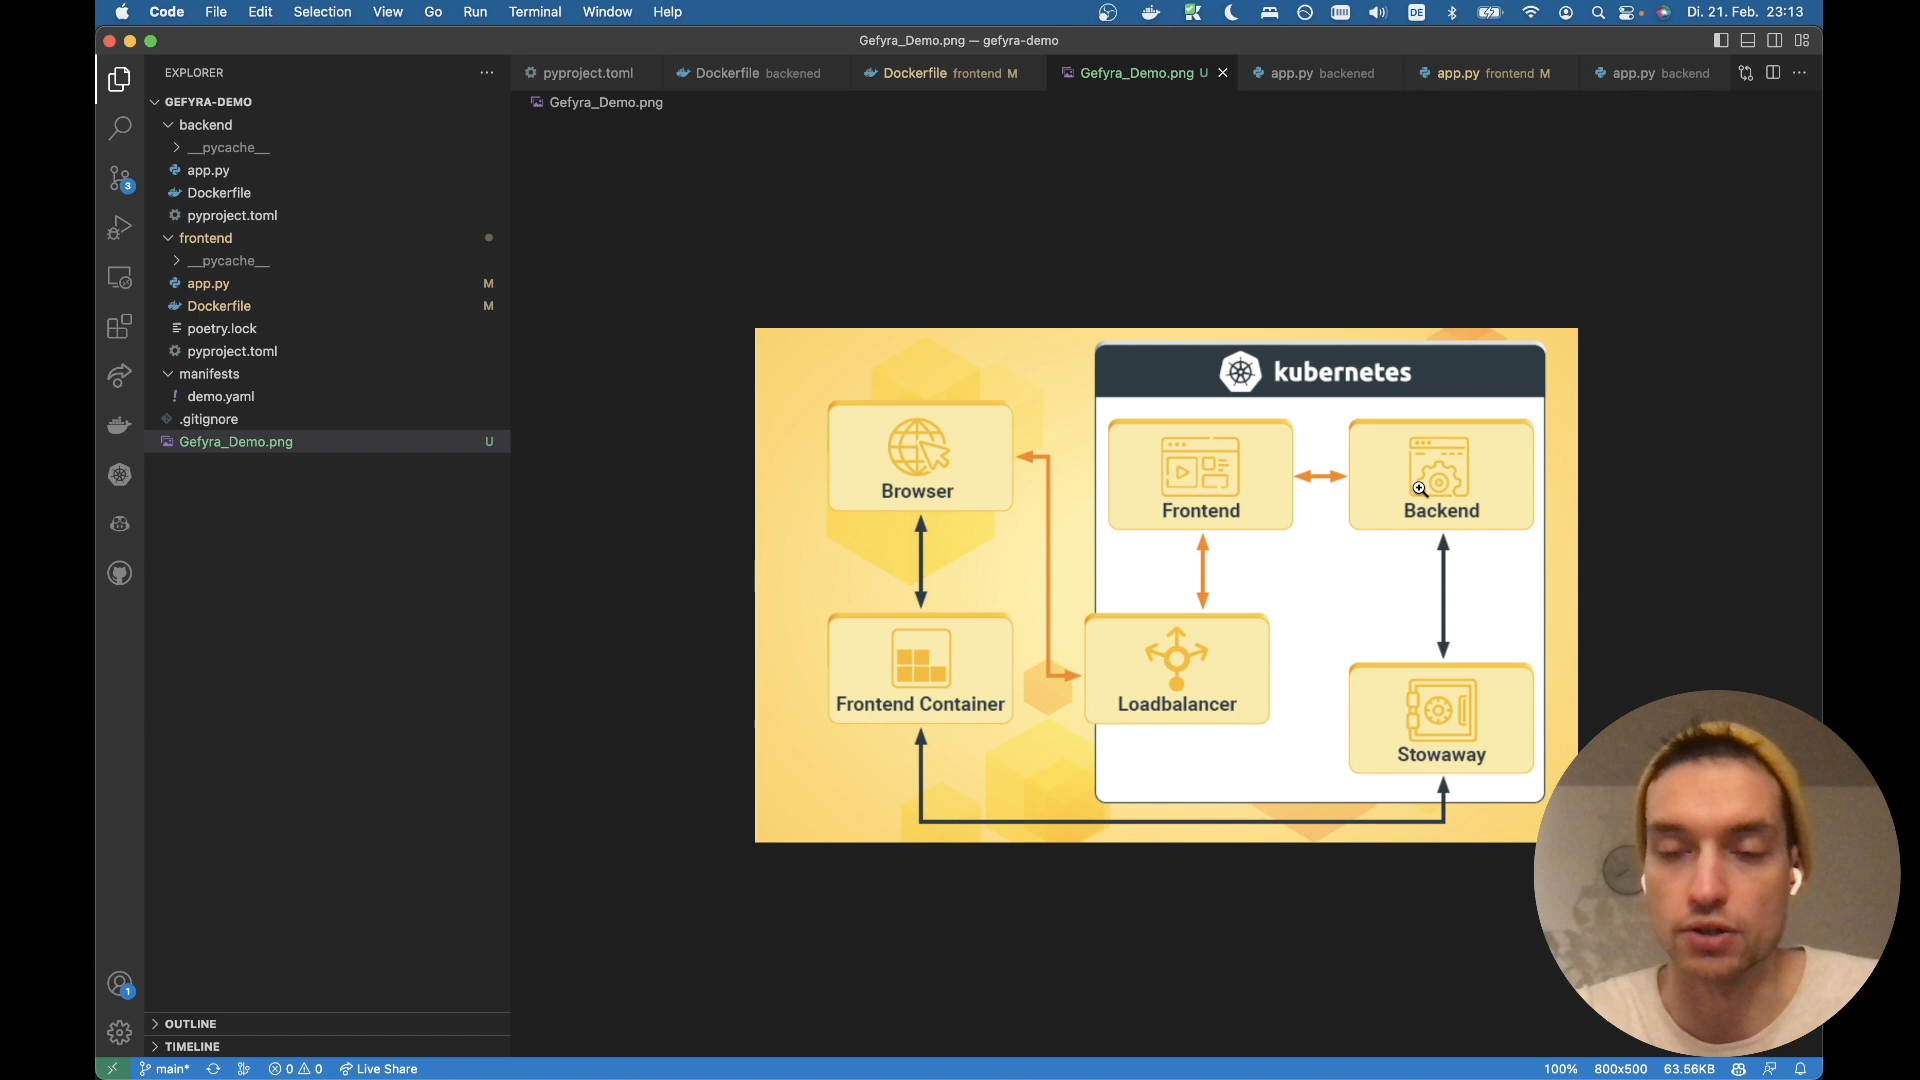 Code File Edit Selection View Go Run Terminal Window Help DE Di. 21. Feb. 23:13
Gefyra_Demo.png — gefyra-demo
EXPLORER
pyproject.toml Dockerfile backened Dockerfile frontend M Gefyra_Demo.png U app.py backened app.py frontend M app.py backend
GEFYRA-DEMO
Gefyra_Demo.png
backend
__pycache__
app.py
Dockerfile
pyproject.toml
frontend
__pycache__
app.py M
Dockerfile M
poetry.lock
pyproject.toml
manifests
demo.yaml
.gitignore
Gefyra_Demo.png U
3
kubernetes
Browser
Frontend
Backend
Frontend Container
Loadbalancer
Stowaway
1
OUTLINE
TIMELINE
main* 0 0 Live Share 100% 800x500 63.56KB